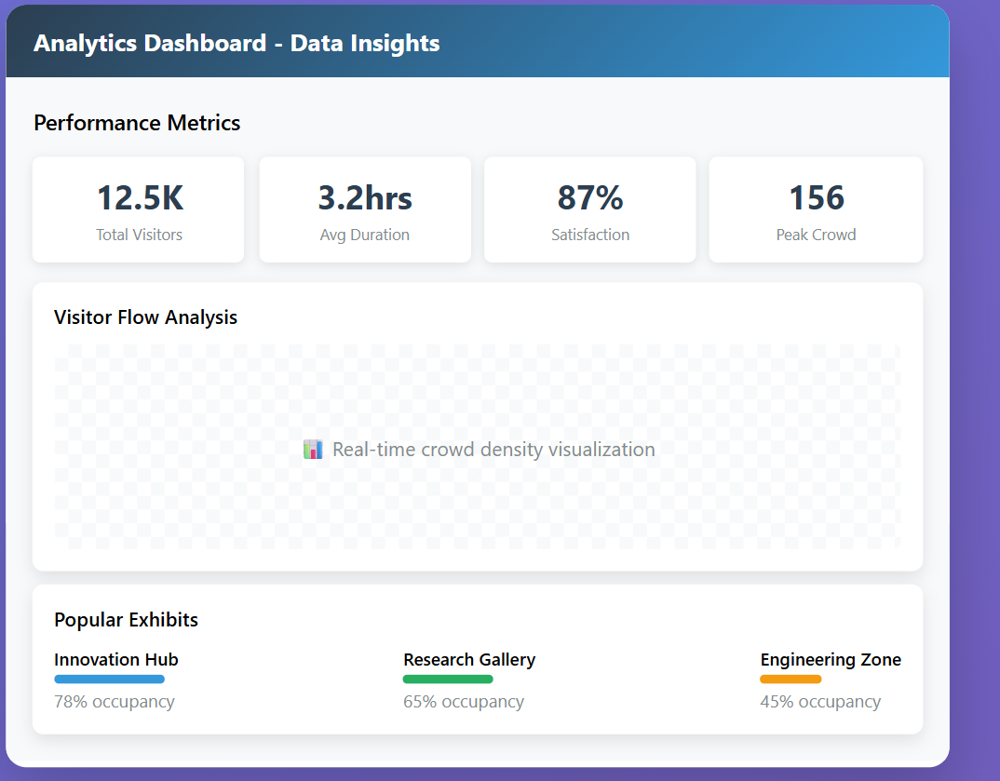 Analytics Dashboard - Data Insights
Performance Metrics
12.5K
Total Visitors
3.2hrs
Avg Duration
87%
Satisfaction
156
Peak Crowd
Visitor Flow Analysis
📊 Real-time crowd density visualization
Popular Exhibits
Innovation Hub
78% occupancy
Research Gallery
65% occupancy
Engineering Zone
45% occupancy